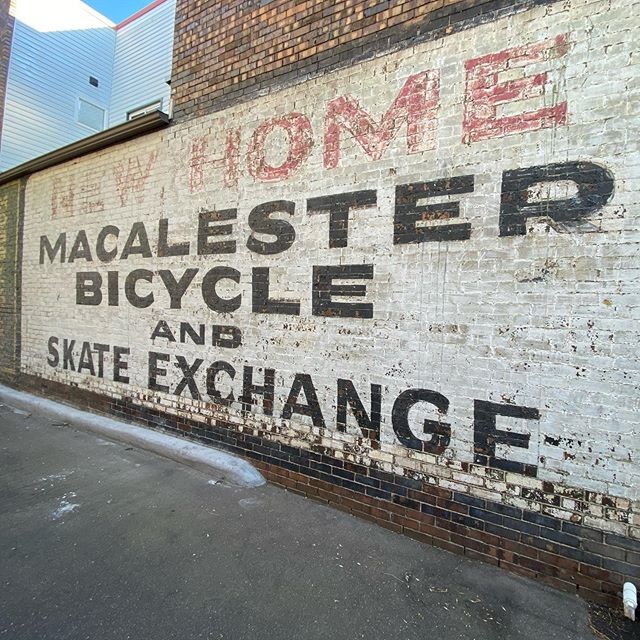 NEW HOME
MACALESTER
BICYCLE
AND
SKATE EXCHANGE